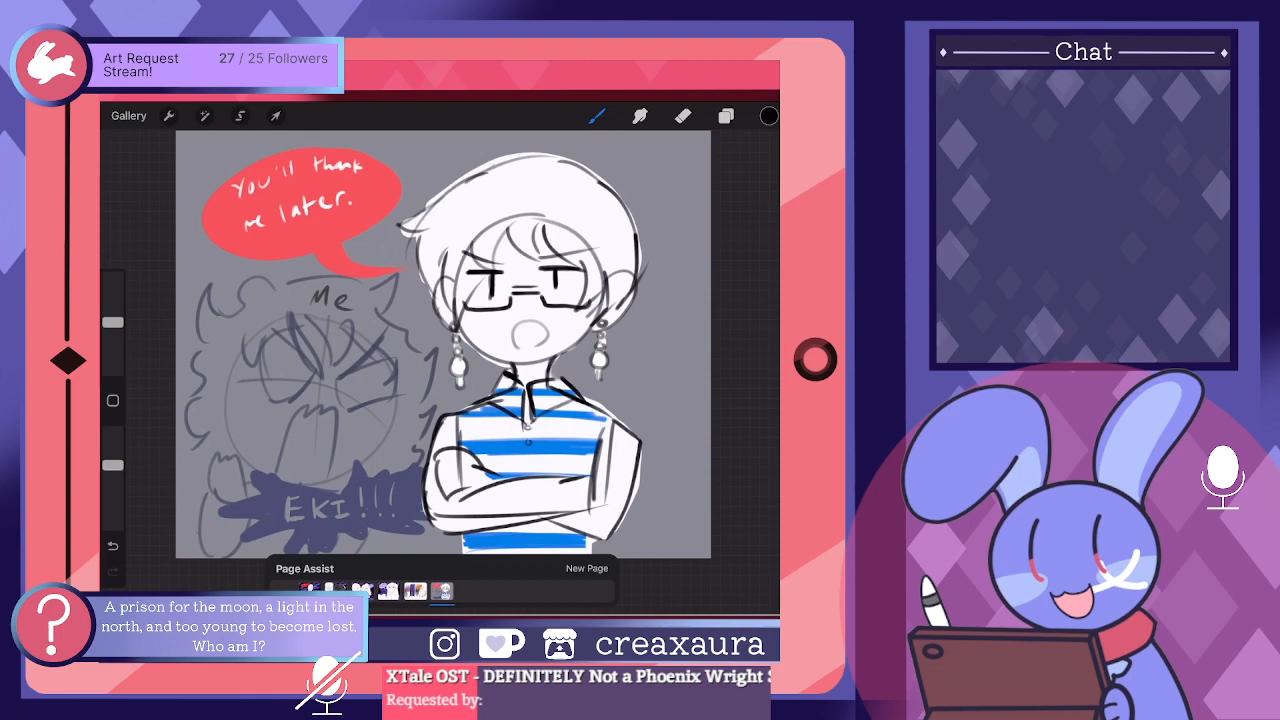 Art Request
Stream!
27 / 25 Followers
Chat
Gallery
You'll thank
me later.
Me
EKI!!!
Page Assist
New Page
A prison for the moon, a light in the
north, and too young to become lost.
Who am I?
creaxaura
XTale OST - DEFINITELY Not a Phoenix Wright
Requested by: